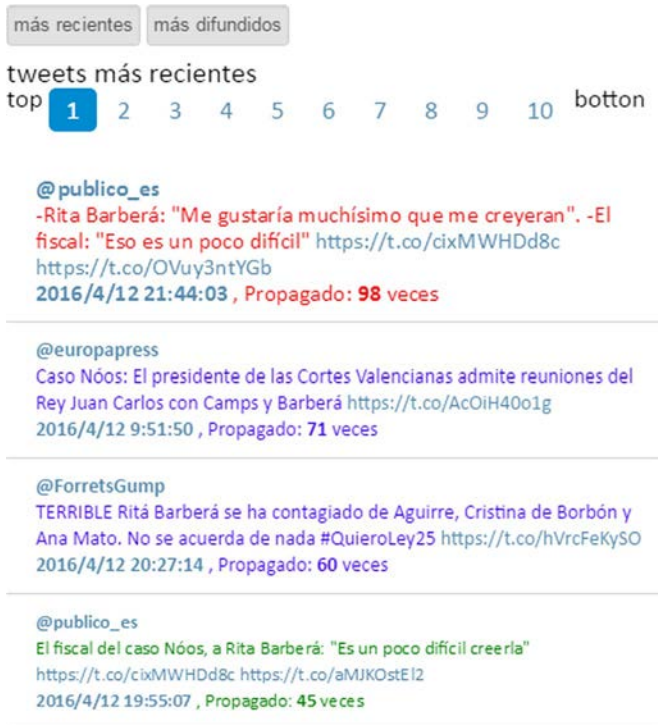 más recientes más difundidos
tweets más recientes
top 1 2 3 4 5 6 7 8 9 10 botton
@publico_es
-Rita Barberá: "Me gustaría muchísimo que me creyeran". -El
fiscal: "Eso es un poco difícil" https://t.co/cixMWHDd8c
https://t.co/OVuy3ntYGb
2016/4/12 21:44:03 , Propagado: 98 veces
@europapress
Caso Nóos: El presidente de las Cortes Valencianas admite reuniones del
Rey Juan Carlos con Camps y Barberá https://t.co/AcOiH40o1g
2016/4/12 9:51:50 , Propagado: 71 veces
@ForretsGump
TERRIBLE Ritá Barberá se ha contagiado de Aguirre, Cristina de Borbón y
Ana Mato. No se acuerda de nada #QuieroLey25 https://t.co/hVrcFeKySO
2016/4/12 20:27:14 , Propagado: 60 veces
@publico_es
El fiscal del caso Nóos, a Rita Barberá: "Es un poco difícil creerla"
https://t.co/cixMWHDd8c https://t.co/aMJKOstEl2
2016/4/12 19:55:07 , Propagado: 45 veces